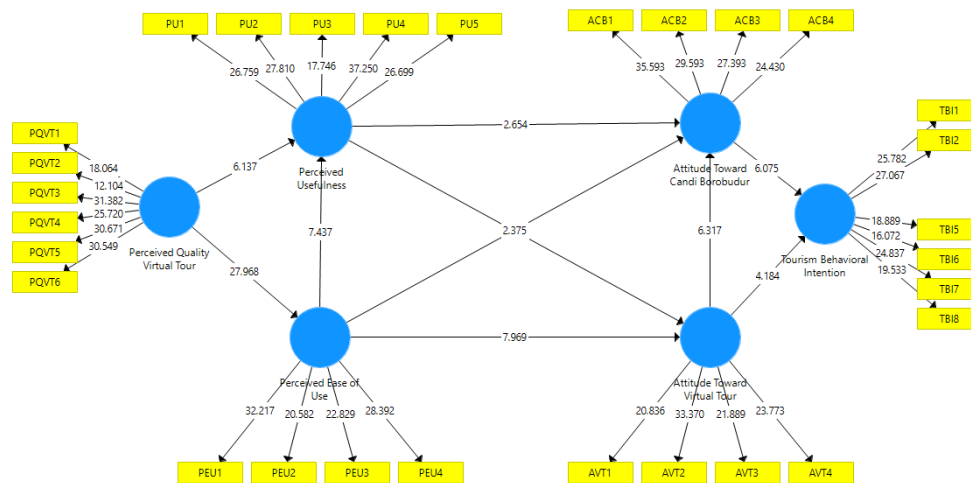 PU1
PU2
PU3
PU4
PU5
26.759
27.810
17.746
37.250
26.699
ACB1
ACB2
ACB3
ACB4
35.593
29.593
27.393
24.430
PQVT1
PQVT2
PQVT3
PQVT4
PQVT5
PQVT6
18.064
12.104
31.382
25.720
30.671
30.549
Perceived Quality
Virtual Tour
6.137
27.968
Perceived
Usefulness
7.437
2.654
2.375
7.969
Attitude Toward
Candi Borobudur
6.075
6.317
4.184
TBI1
TBI2
25.782
27.067
Tourism Behavioral
Intention
18.889
16.072
24.837
19.533
TBI5
TBI6
TBI7
TBI8
Perceived Ease of
Use
32.217
20.582
22.829
28.392
PEU1
PEU2
PEU3
PEU4
Attitude Toward
Virtual Tour
20.836
33.370
21.889
23.773
AVT1
AVT2
AVT3
AVT4